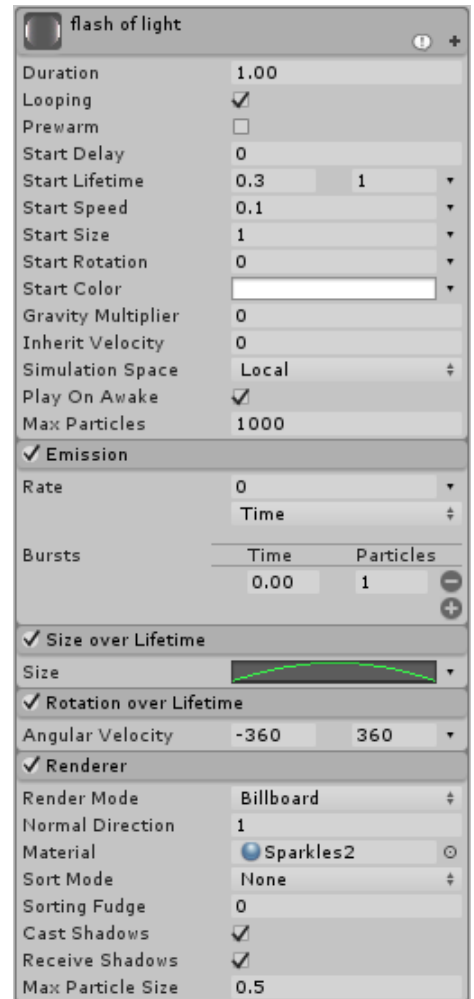 flash of light
Duration 1.00
Looping
Prewarm
Start Delay 0
Start Lifetime 0.3 1
Start Speed 0.1
Start Size 1
Start Rotation 0
Start Color
Gravity Multiplier 0
Inherit Velocity 0
Simulation Space Local
Play On Awake
Max Particles 1000
Emission
Rate 0
Time
Bursts Time Particles
0.00 1
Size over Lifetime
Size
Rotation over Lifetime
Angular Velocity -360 360
Renderer
Render Mode Billboard
Normal Direction 1
Material Sparkles2
Sort Mode None
Sorting Fudge 0
Cast Shadows
Receive Shadows
Max Particle Size 0.5